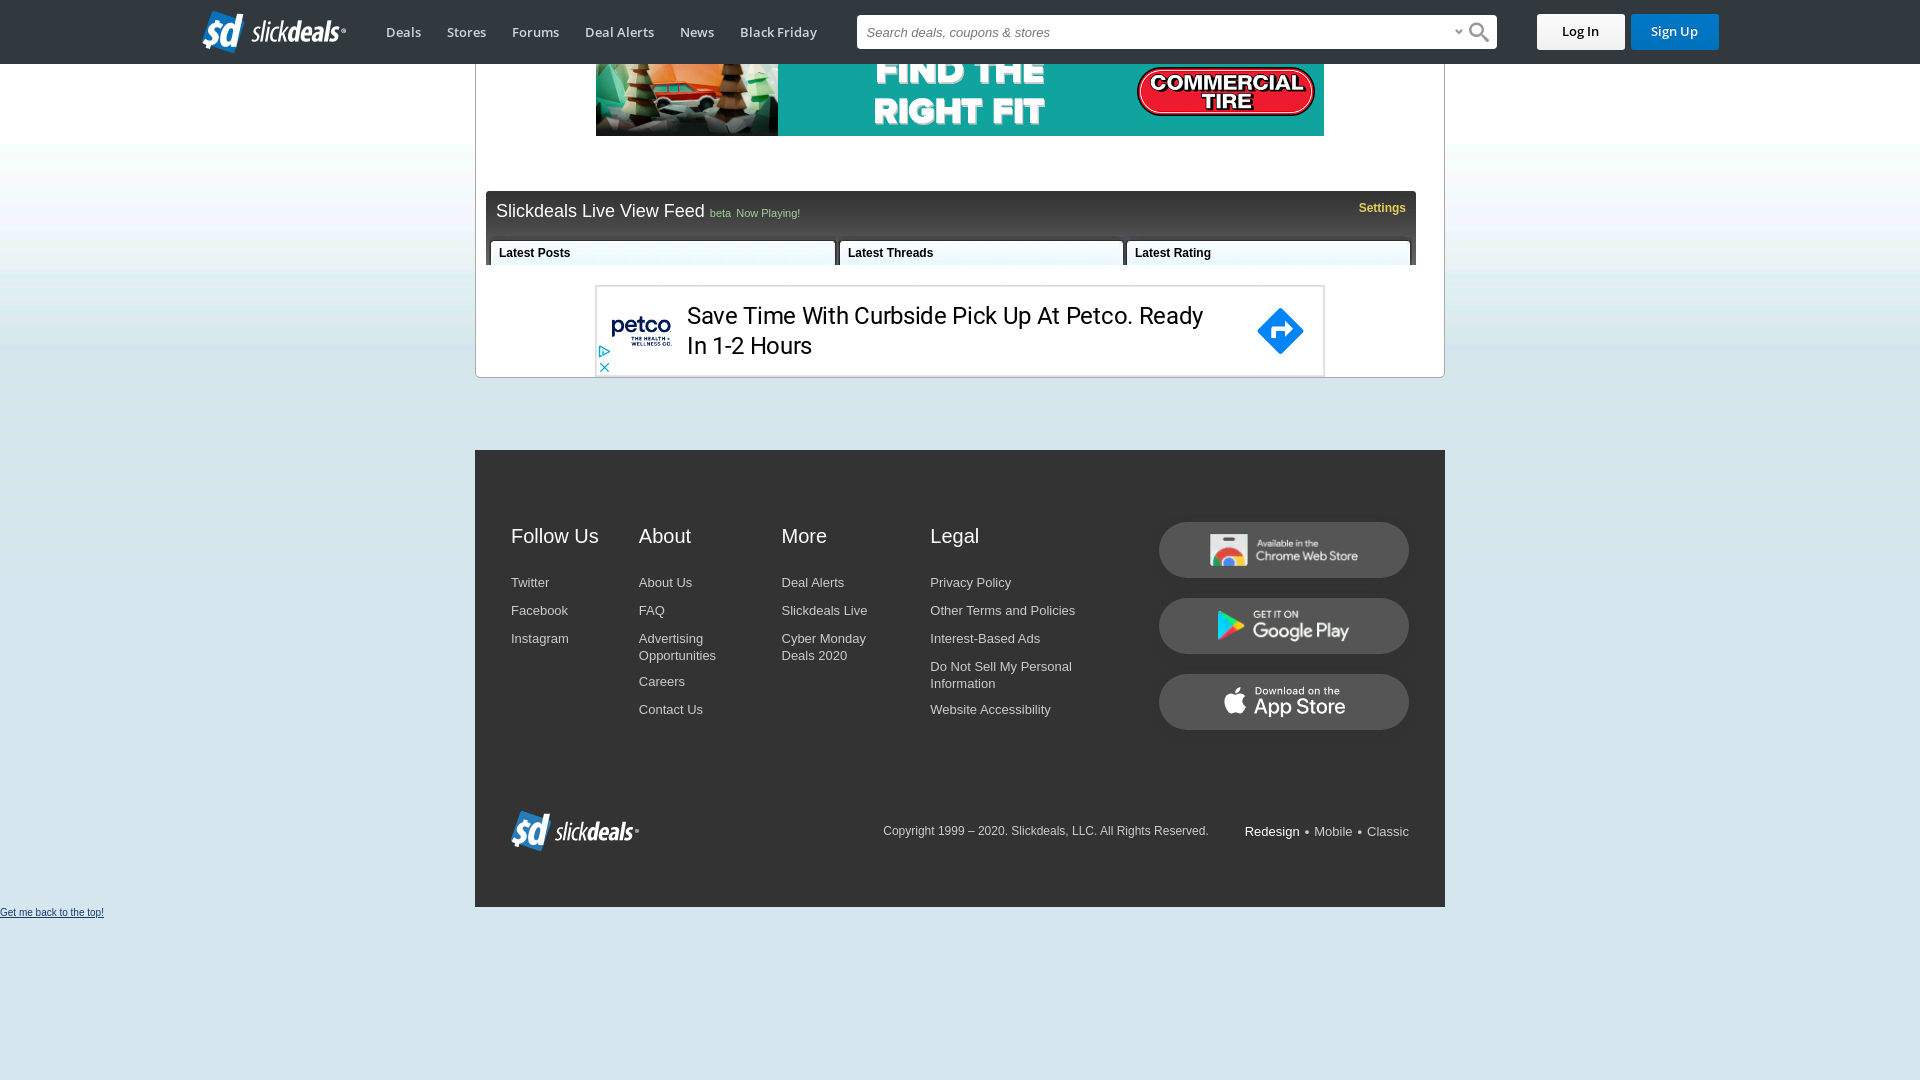 slickdeals
Deals
Stores
Forums
Deal Alerts
News
Black Friday
Search deals, coupons & stores
Log In
Sign Up
FIND THE
RIGHT FIT
COMMERCIAL
TIRE
Slickdeals Live View Feed beta Now Playing!
Settings
Latest Posts
Latest Threads
Latest Rating
petco
THE HEALTH +
WELLNESS CO.
Save Time With Curbside Pick Up At Petco. Ready
In 1-2 Hours
Follow Us
Twitter
Facebook
Instagram
About
About Us
FAQ
Advertising
Opportunities
Careers
Contact Us
More
Deal Alerts
Slickdeals Live
Cyber Monday
Deals 2020
Legal
Privacy Policy
Other Terms and Policies
Interest-Based Ads
Do Not Sell My Personal
Information
Website Accessibility
Available in the
Chrome Web Store
GET IT ON
Google Play
Download on the
App Store
slickdeals
Copyright 1999 – 2020. Slickdeals, LLC. All Rights Reserved.
Redesign • Mobile • Classic
Get me back to the top!